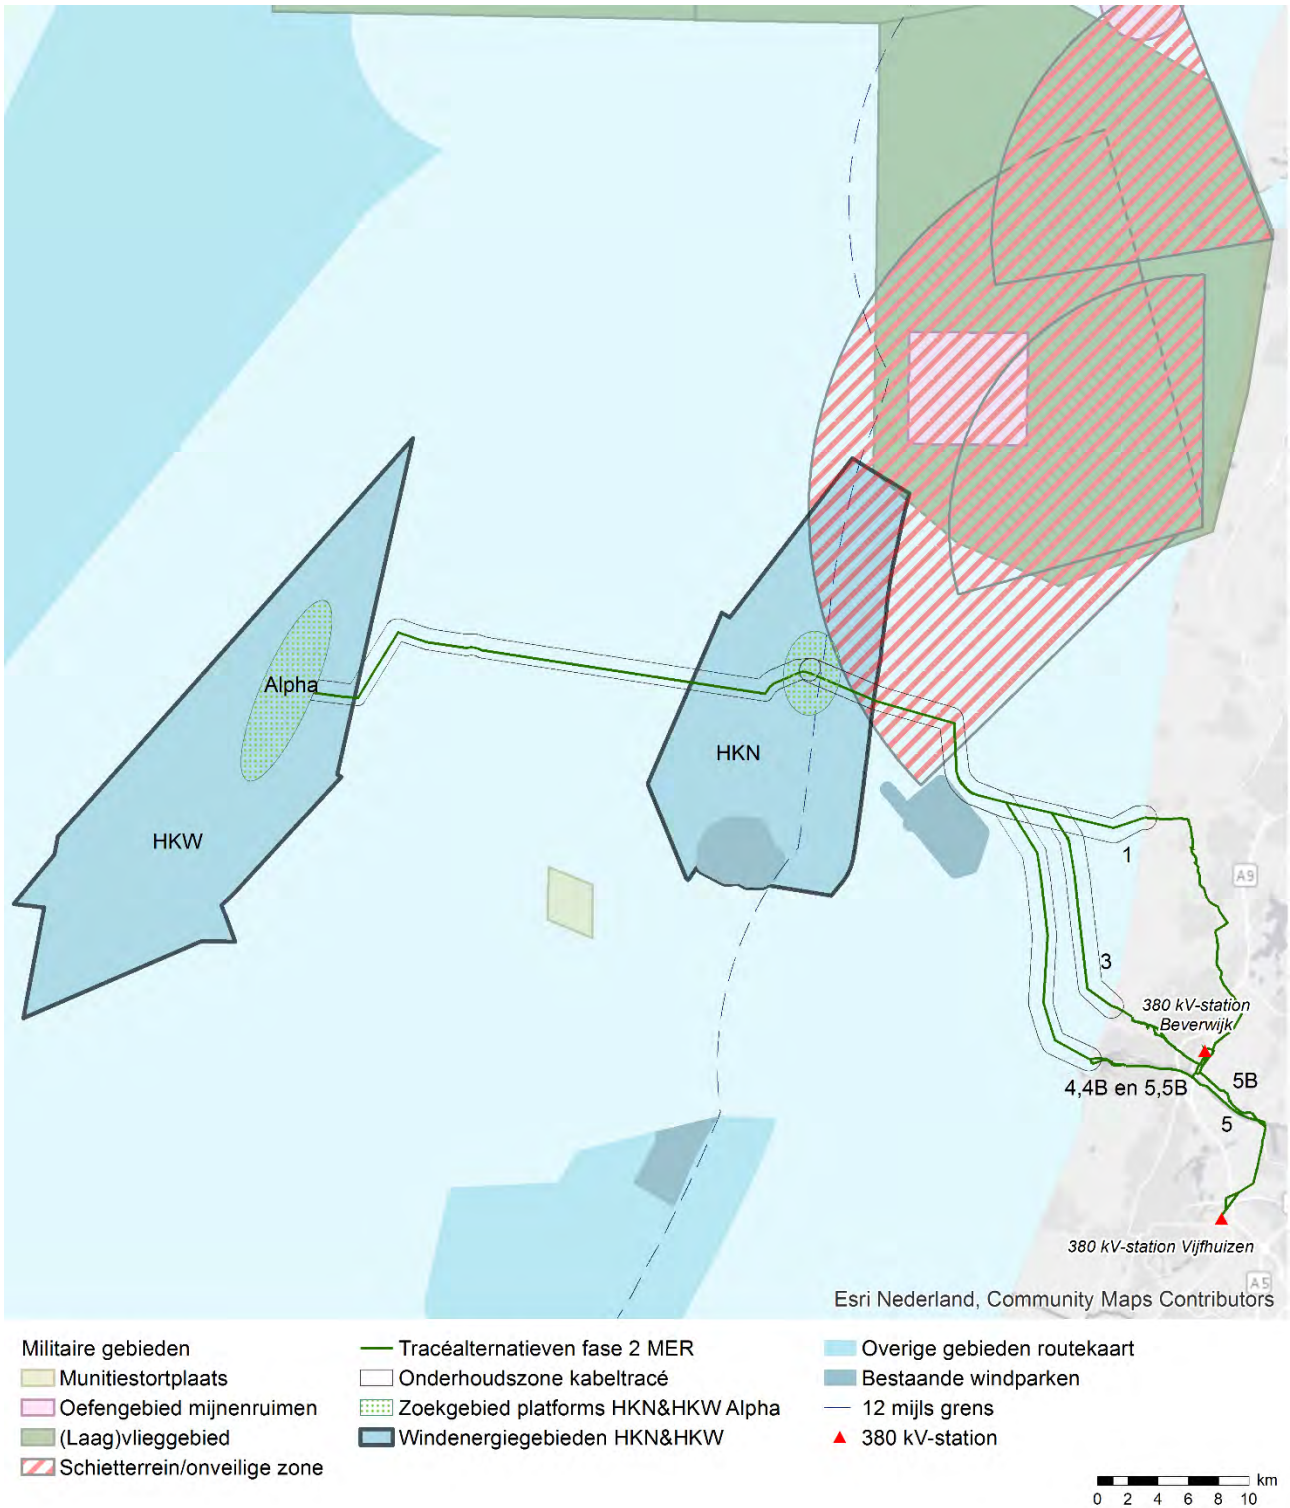 Alpha
HKN
HKW
1
A9
3
380 kV-station
Beverwijk
4,4B en 5,5B
5B
5
380 kV-station Vijfhuizen
A5
Esri Nederland, Community Maps Contributors
Militaire gebieden
Munitiestortplaats
Oefengebied mijnenruimen
(Laag)vlieggebied
Schietterrein/onveilige zone
Tracéalternatieven fase 2 MER
Onderhoudszone kabeltracé
Zoekgebied platforms HKN&HKW Alpha
Windenergiegebieden HKN&HKW
Overige gebieden routekaart
Bestaande windparken
12 mijls grens
380 kV-station
km
0 2 4 6 8 10